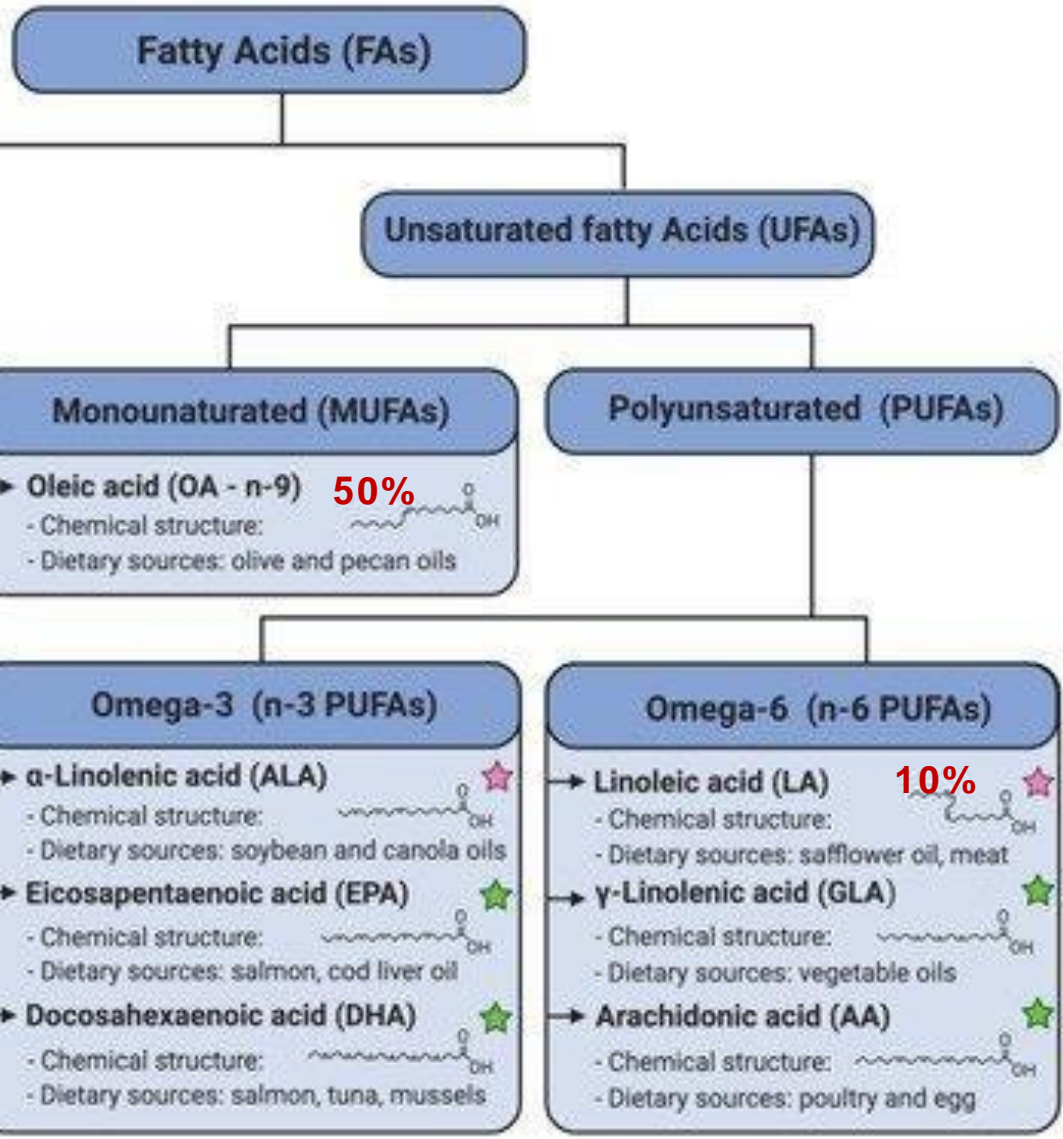 Fatty Acids (FAs)
Unsaturated fatty Acids (UFAs)
Monounaturated (MUFAs)
Oleic acid (OA - n-9) 50%
- Chemical structure:
O
OH
- Dietary sources: olive and pecan oils
Polyunsaturated (PUFAs)
Omega-3 (n-3 PUFAs)
α-Linolenic acid (ALA)
- Chemical structure:
O
OH
- Dietary sources: soybean and canola oils
Eicosapentaenoic acid (EPA)
- Chemical structure:
O
OH
- Dietary sources: salmon, cod liver oil
Docosahexaenoic acid (DHA)
- Chemical structure:
O
OH
- Dietary sources: salmon, tuna, mussels
Omega-6 (n-6 PUFAs)
Linoleic acid (LA) 10%
- Chemical structure:
O
OH
- Dietary sources: safflower oil, meat
γ-Linolenic acid (GLA)
- Chemical structure:
O
OH
- Dietary sources: vegetable oils
Arachidonic acid (AA)
- Chemical structure:
O
OH
- Dietary sources: poultry and egg